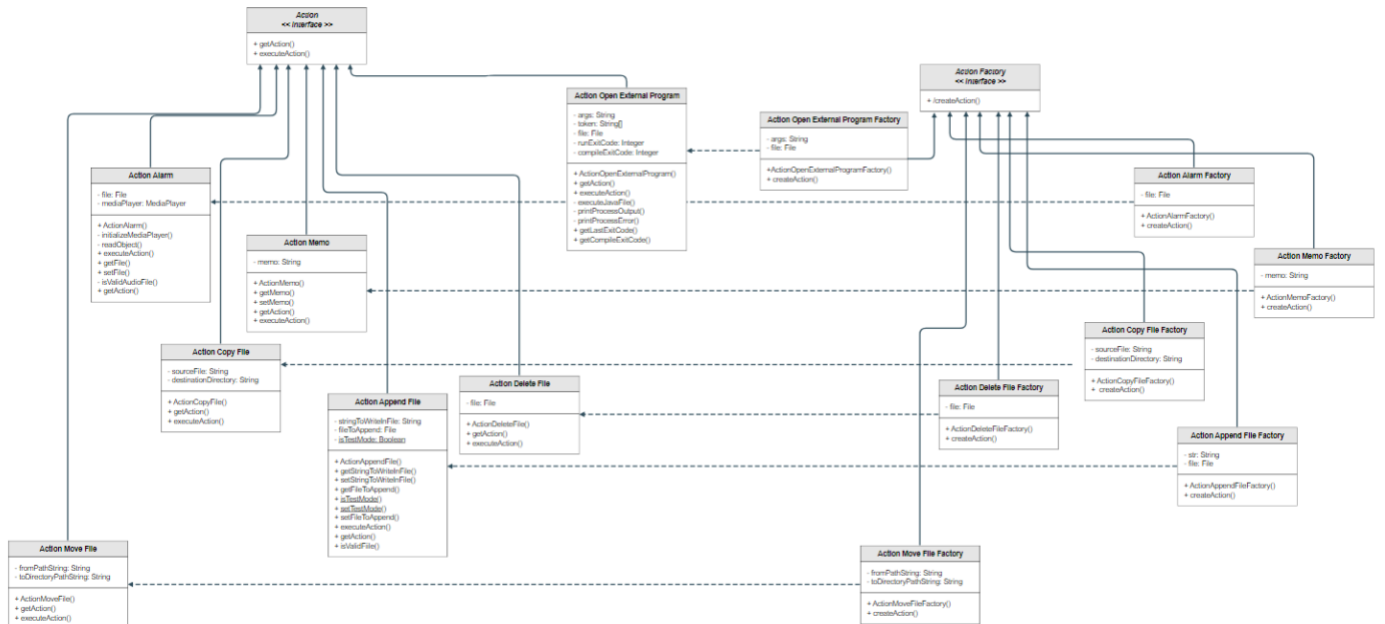 Action
<< Interface >>
+ getAction()
+ executeAction()
Action Factory
<< Interface >>
+ /createAction()
Action Open External Program
- args: String
- token: String[]
- file: File
- runExitCode: Integer
- compileExitCode: Integer
+ ActionOpenExternalProgram()
+ getAction()
+ executeAction()
- executeJavaFile()
- printProcessOutput()
- printProcessError()
+ getLastExitCode()
+ getCompileExitCode()
Action Open External Program Factory
- args: String
- file: File
+ActionOpenExternalProgramFactory()
+ createAction()
Action Alarm
- file: File
- mediaPlayer: MediaPlayer
+ ActionAlarm()
- initializeMediaPlayer()
- readObject()
+ executeAction()
+ getFile()
+ setFile()
- isValidAudioFile()
+ getAction()
Action Alarm Factory
- file: File
+ ActionAlarmFactory()
+ createAction()
Action Memo
- memo: String
+ ActionMemo()
+ getMemo()
+ setMemo()
+ getAction()
+ executeAction()
Action Memo Factory
- memo: String
+ ActionMemoFactory()
+ createAction()
Action Copy File
- sourceFile: String
- destinationDirectory: String
+ ActionCopyFile()
+ getAction()
+ executeAction()
Action Copy File Factory
- sourceFile: String
- destinationDirectory: String
+ ActionCopyFileFactory()
+ createAction()
Action Delete File
- file: File
+ ActionDeleteFile()
+ getAction()
+ executeAction()
Action Delete File Factory
- file: File
+ ActionDeleteFileFactory()
+ createAction()
Action Append File
- stringToWriteInFile: String
- fileToAppend: File
- isTestMode: Boolean
+ ActionAppendFile()
+ getStringToWriteInFile()
+ setStringToWriteInFile()
+ getFileToAppend()
+ isTestMode()
+ setTestMode()
+ setFileToAppend()
+ executeAction()
+ getAction()
+ isValidFiile()
Action Append File Factory
- str: String
- file: File
+ ActionAppendFileFactory()
+ createAction()
Action Move File
- fromPathString: String
- toDirectoryPathString: String
+ ActionMoveFile()
+ getAction()
+ executeAction()
Action Move File Factory
- fromPathString: String
- toDirectoryPathString: String
+ ActionMoveFileFactory()
+ createAction()